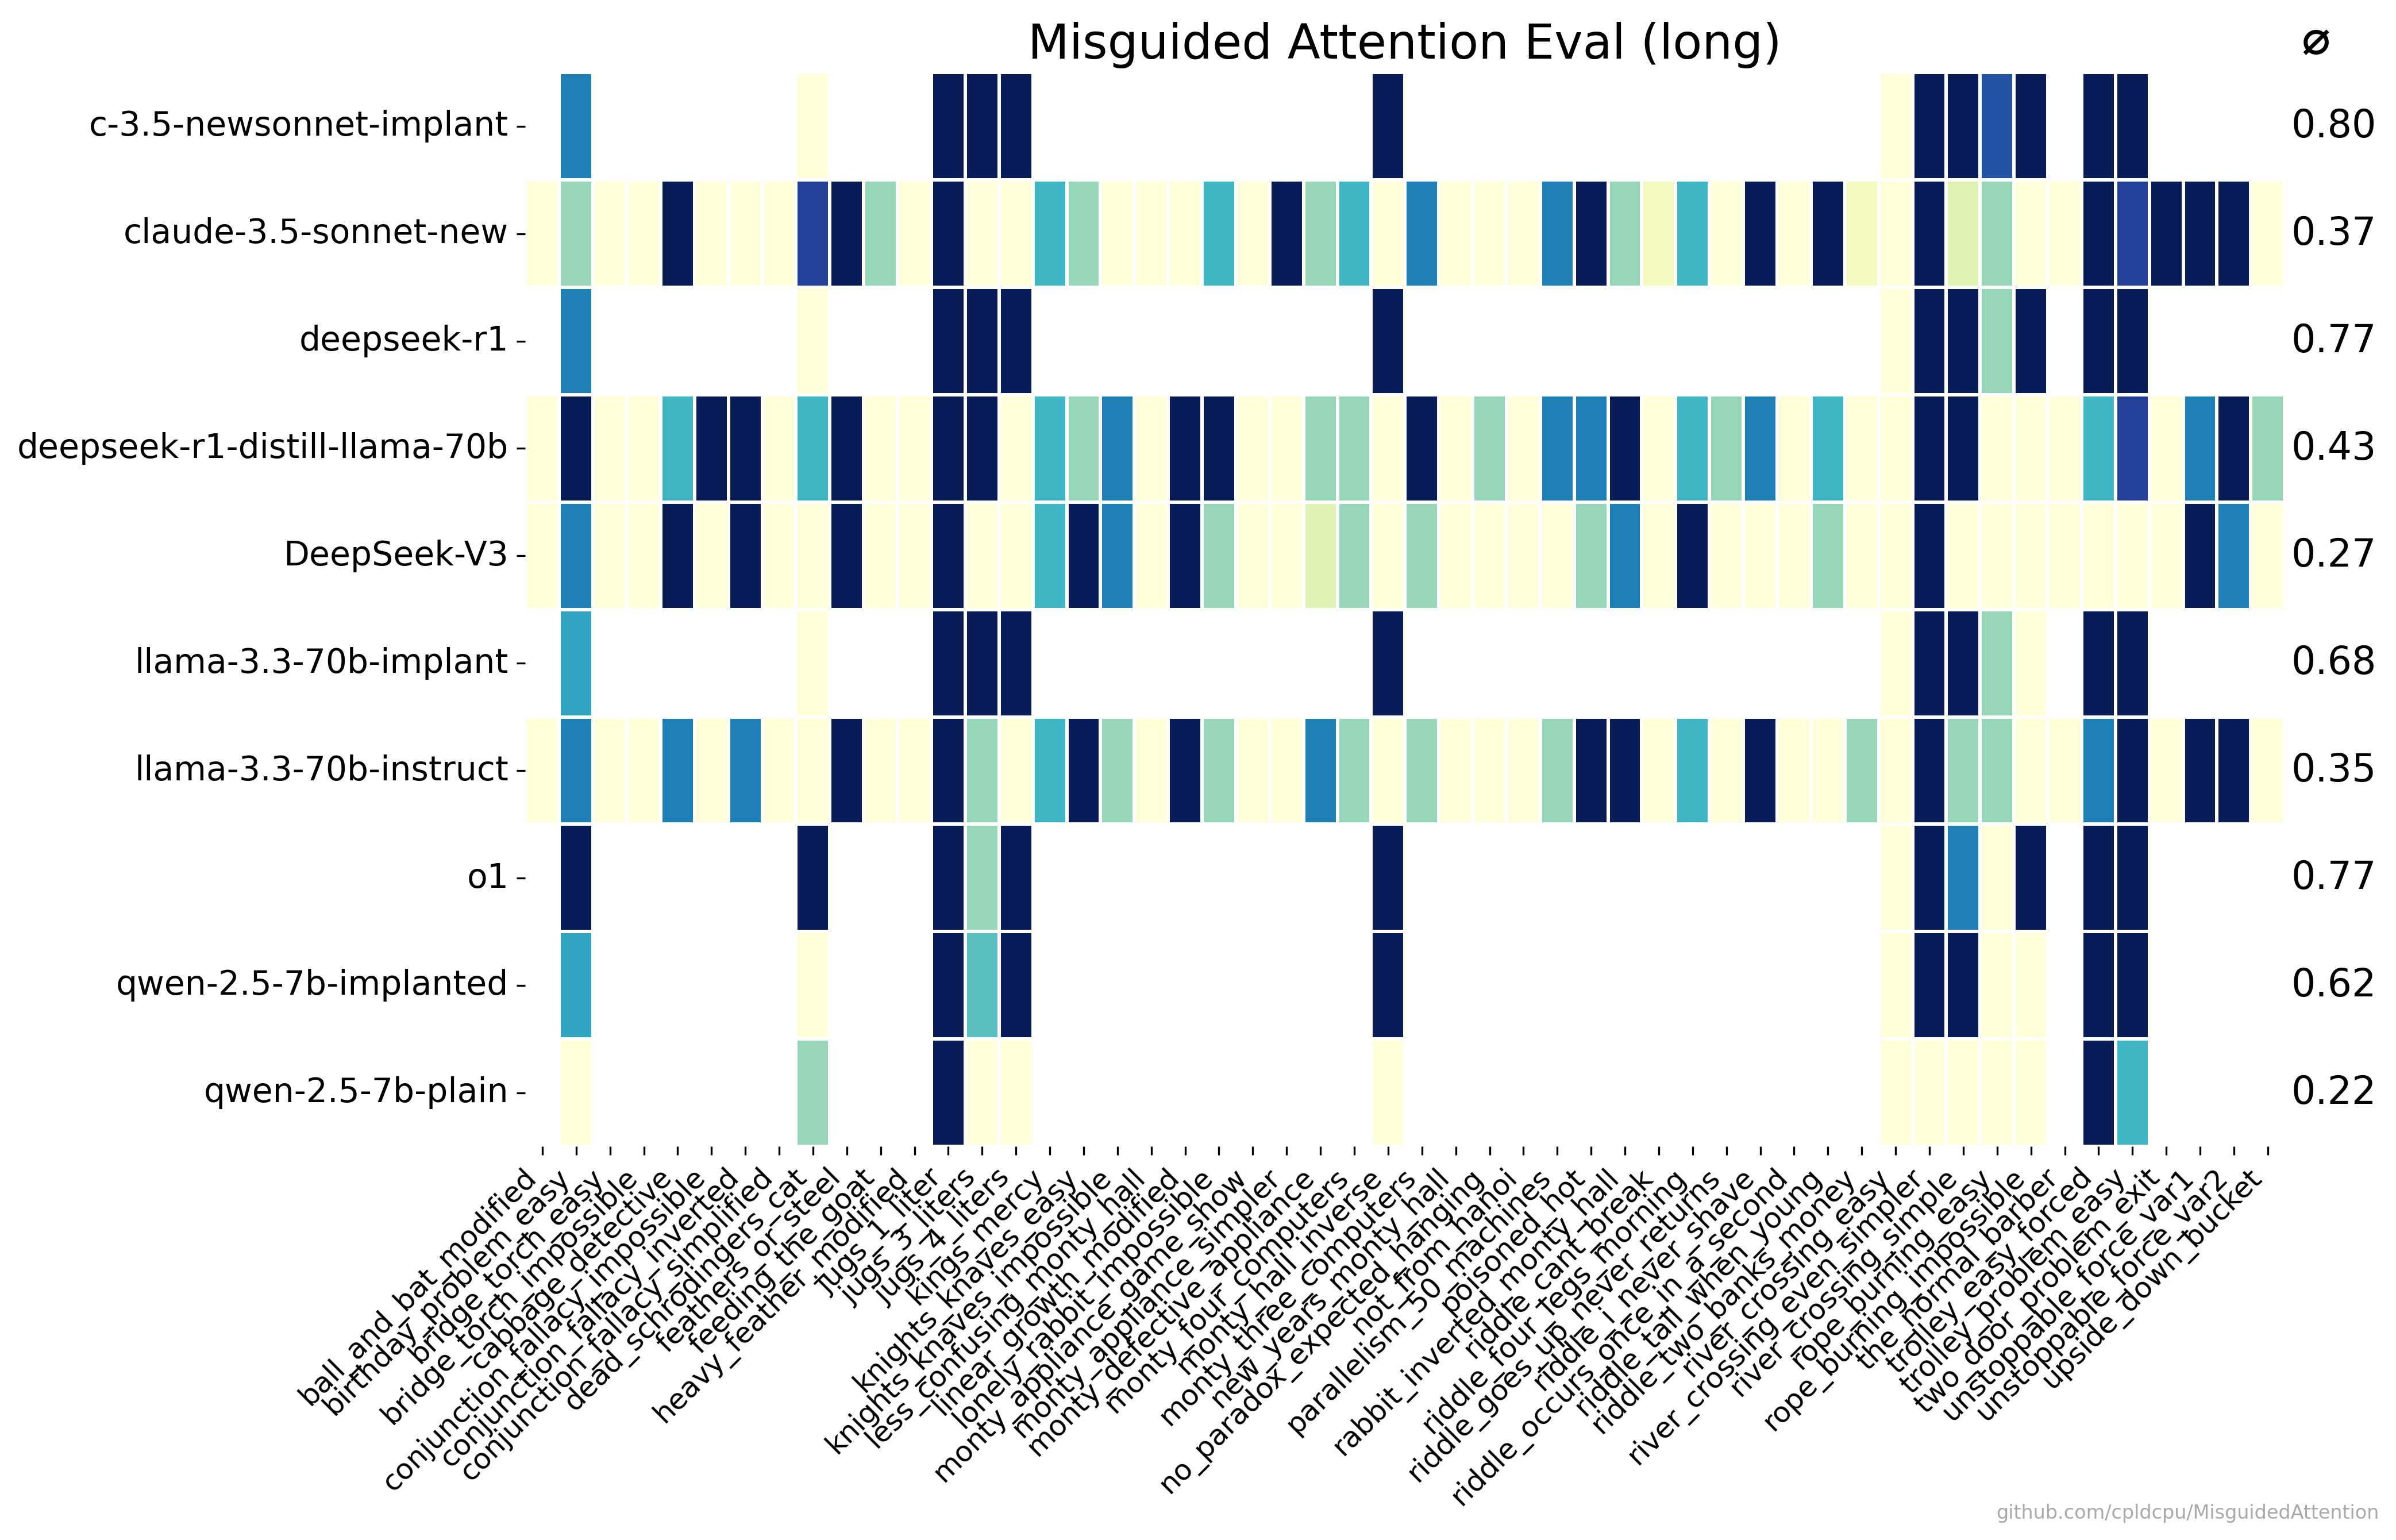 Misguided Attention Eval (long)
⌀
c-3.5-newsonnet-implant
0.80
claude-3.5-sonnet-new
0.37
deepseek-r1
0.77
deepseek-r1-distill-llama-70b
0.43
DeepSeek-V3
0.27
llama-3.3-70b-implant
0.68
llama-3.3-70b-instruct
0.35
o1
0.77
qwen-2.5-7b-implanted
0.62
qwen-2.5-7b-plain
0.22
ball_and_bat_modified
birthday_problem_easy
bridge_torch_easy
bridge_torch_impossible
cabbage_detective
conjunction_fallacy_impossible
conjunction_fallacy_inverted
conjunction_fallacy_simplified
dead_schrodingers_cat
feathers_or_steel
feeding_the_goat
heavy_feather_modified
jugs_1_liter
jugs_3_liters
jugs_4_liters
kings_mercy
knights_knaves_easy
knights_knaves_impossible
less_confusing_monty_hall
linear_growth_modified
lonely_rabbit_impossible
monty_appliance_game_show
monty_appliance_simpler
monty_defective_appliance
monty_four_computers
monty_hall_inverse
monty_three_computers
new_years_monty_hall
no_paradox_expected_hanging
not_from_hanoi
parallelism_50_machines
poisoned_hot
rabbit_inverted_monty_hall
riddle_cant_break
riddle_four_legs_morning
riddle_goes_up_never_returns
riddle_i_never_shave
riddle_occurs_once_in_a_second
riddle_tall_when_young
riddle_two_banks_money
river_crossing_easy
river_crossing_even_simpler
river_crossing_simple
rope_burning_easy
rope_burning_impossible
the_normal_barber
trolley_easy_forced
trolley_problem_easy
two_door_problem_exit
unstoppable_force_var1
unstoppable_force_var2
upside_down_bucket
github.com/cpldcpu/MisguidedAttention